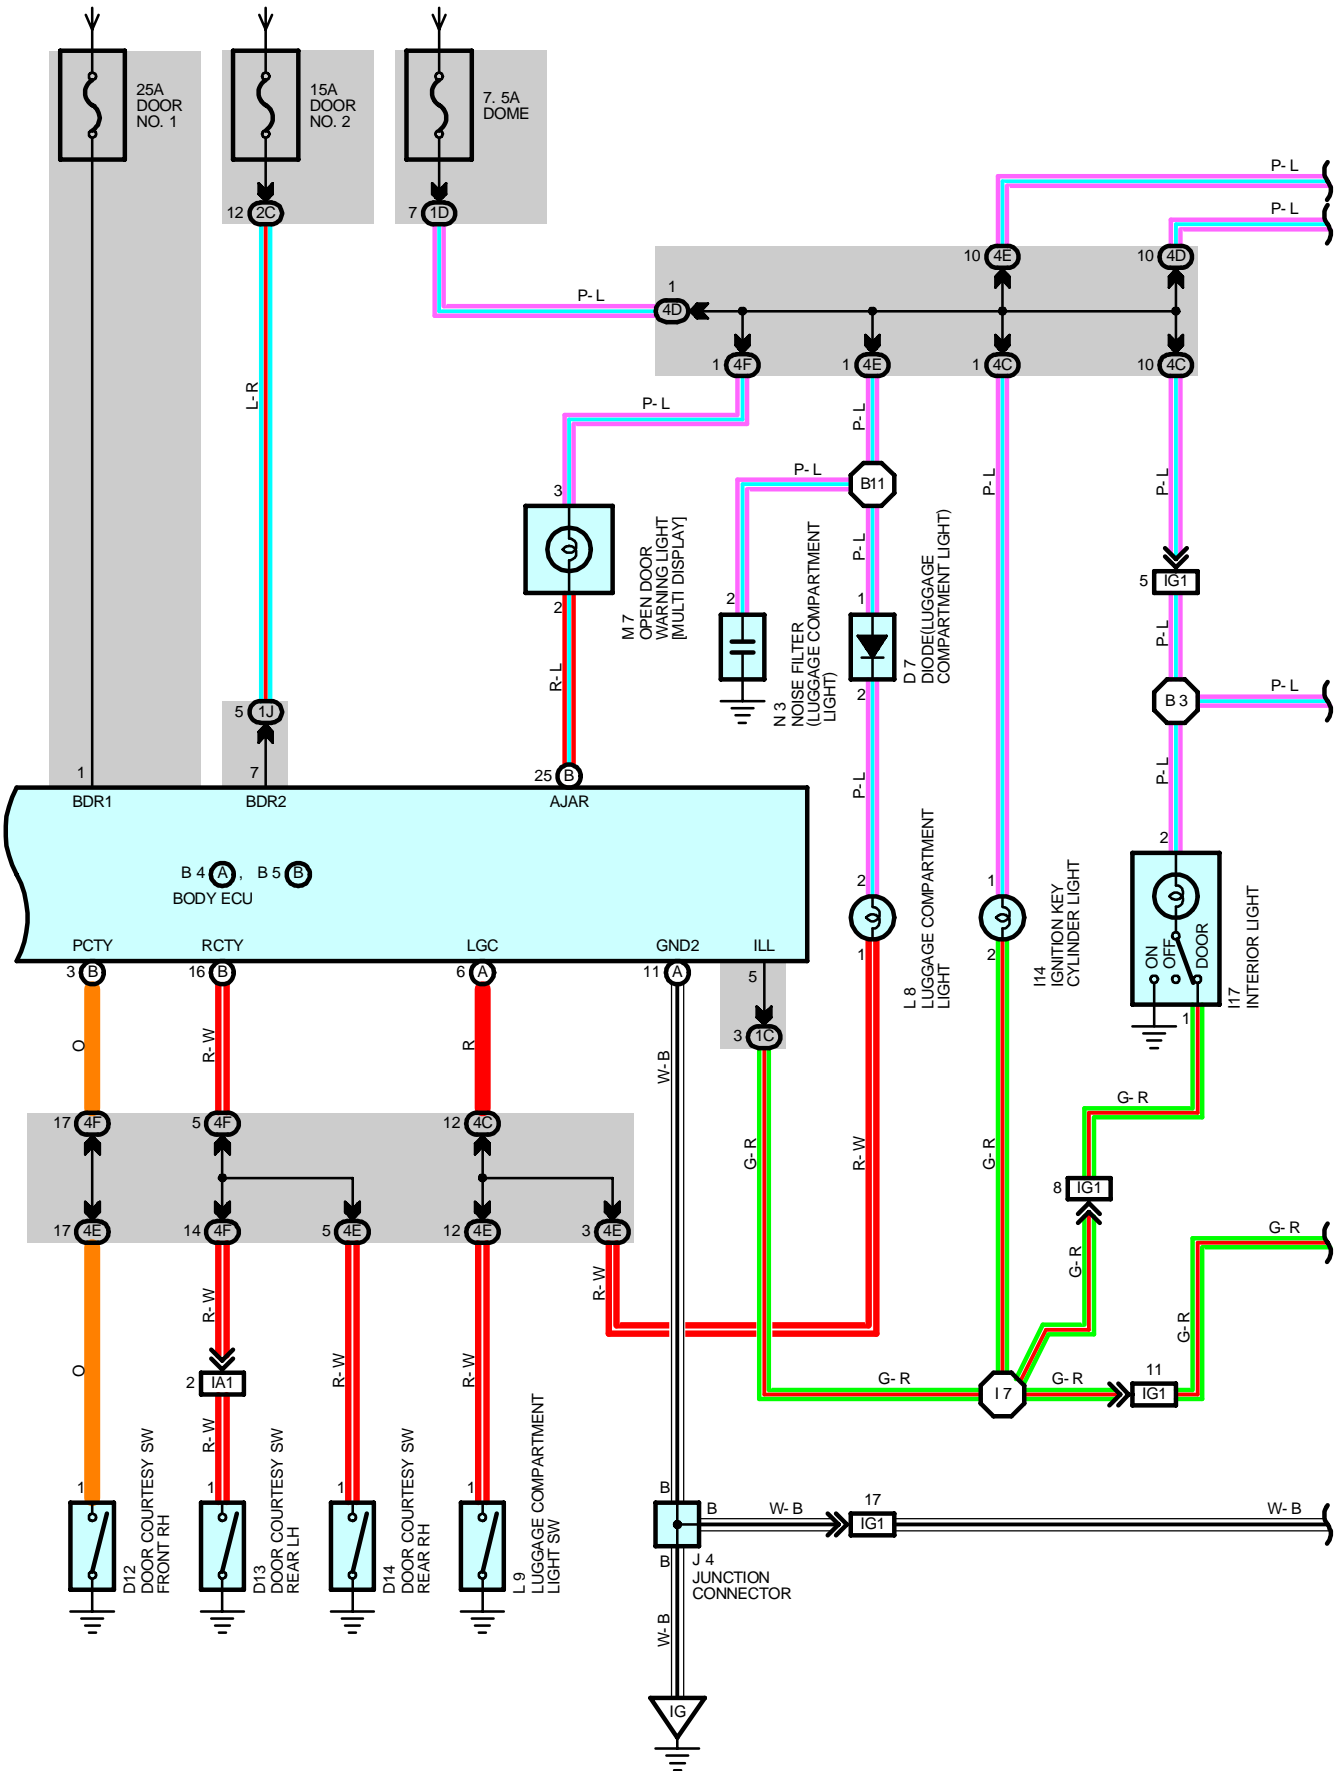 25A
DOOR
NO. 1
15A
DOOR
NO. 2
7. 5A
DOME
P- L
P- L
12 2C
7 1D
10 4E
10 4D
P- L
1
4D
1 4F
1 4E
1 4C
10 4C
L- R
P- L
P- L
P- L
P- L
P- L
B11
3
M 7
OPEN DOOR
WARNING LIGHT
[MULTI DISPLAY]
2
R- L
2
N 3
NOISE FILTER
(LUGGAGE COMPARTMENT
LIGHT)
P- L
1
D 7
DIODE(LUGGAGE
COMPARTMENT LIGHT)
2
5 IG1
P- L
B 3
P- L
P- L
5 1J
1
7
25 B
BDR1
BDR2
AJAR
B 4 A , B 5 B
BODY ECU
PCTY
RCTY
LGC
GND2
ILL
3 B
16 B
6 A
11 A
5
3 1C
P- L
2
L 8
LUGGAGE COMPARTMENT
LIGHT
1
1
I14
IGNITION KEY
CYLINDER LIGHT
2
2
ON
OFF
DOOR
I17
INTERIOR LIGHT
1
O
R- W
R
W- B
G- R
R- W
G- R
G- R
17 4F
5 4F
12 4C
17 4E
14 4F
5 4E
12 4E
3 4E
8 IG1
G- R
G- R
G- R
O
R- W
2 IA1
R- W
R- W
R- W
R- W
G- R
I 7
G- R
11
IG1
1
D12
DOOR COURTESY SW
FRONT RH
1
D13
DOOR COURTESY SW
REAR LH
1
D14
DOOR COURTESY SW
REAR RH
1
L 9
LUGGAGE COMPARTMENT
LIGHT SW
B
B
B
J 4
JUNCTION
CONNECTOR
W- B
17
IG1
W- B
W- B
IG